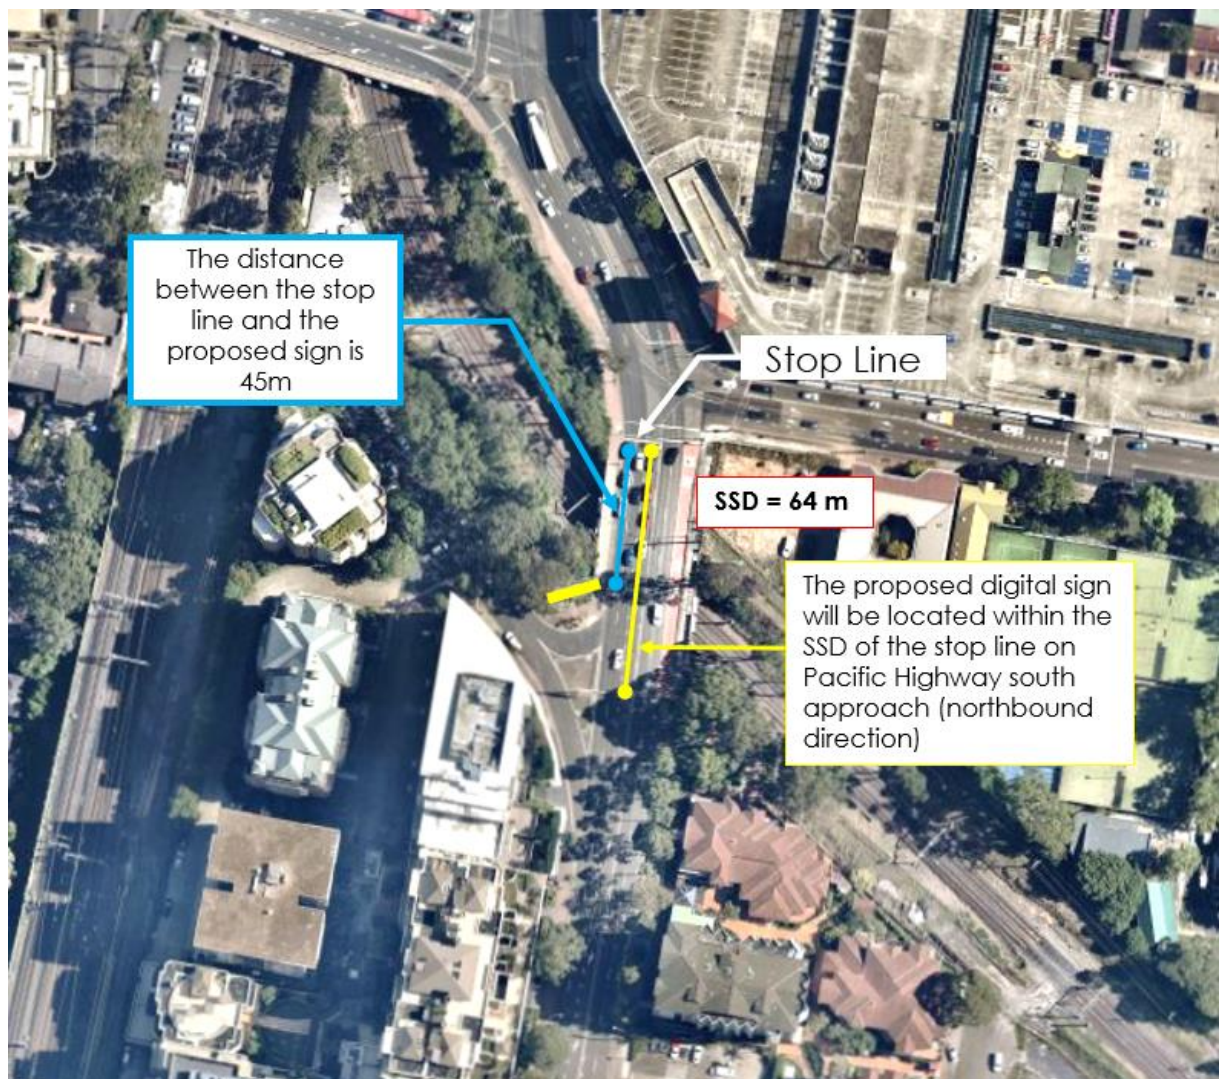 The distance
between the stop
line and the
proposed sign is
45m
Stop Line
SSD = 64 m
The proposed digital sign
will be located within the
SSD of the stop line on
Pacific Highway south
approach (northbound
direction)